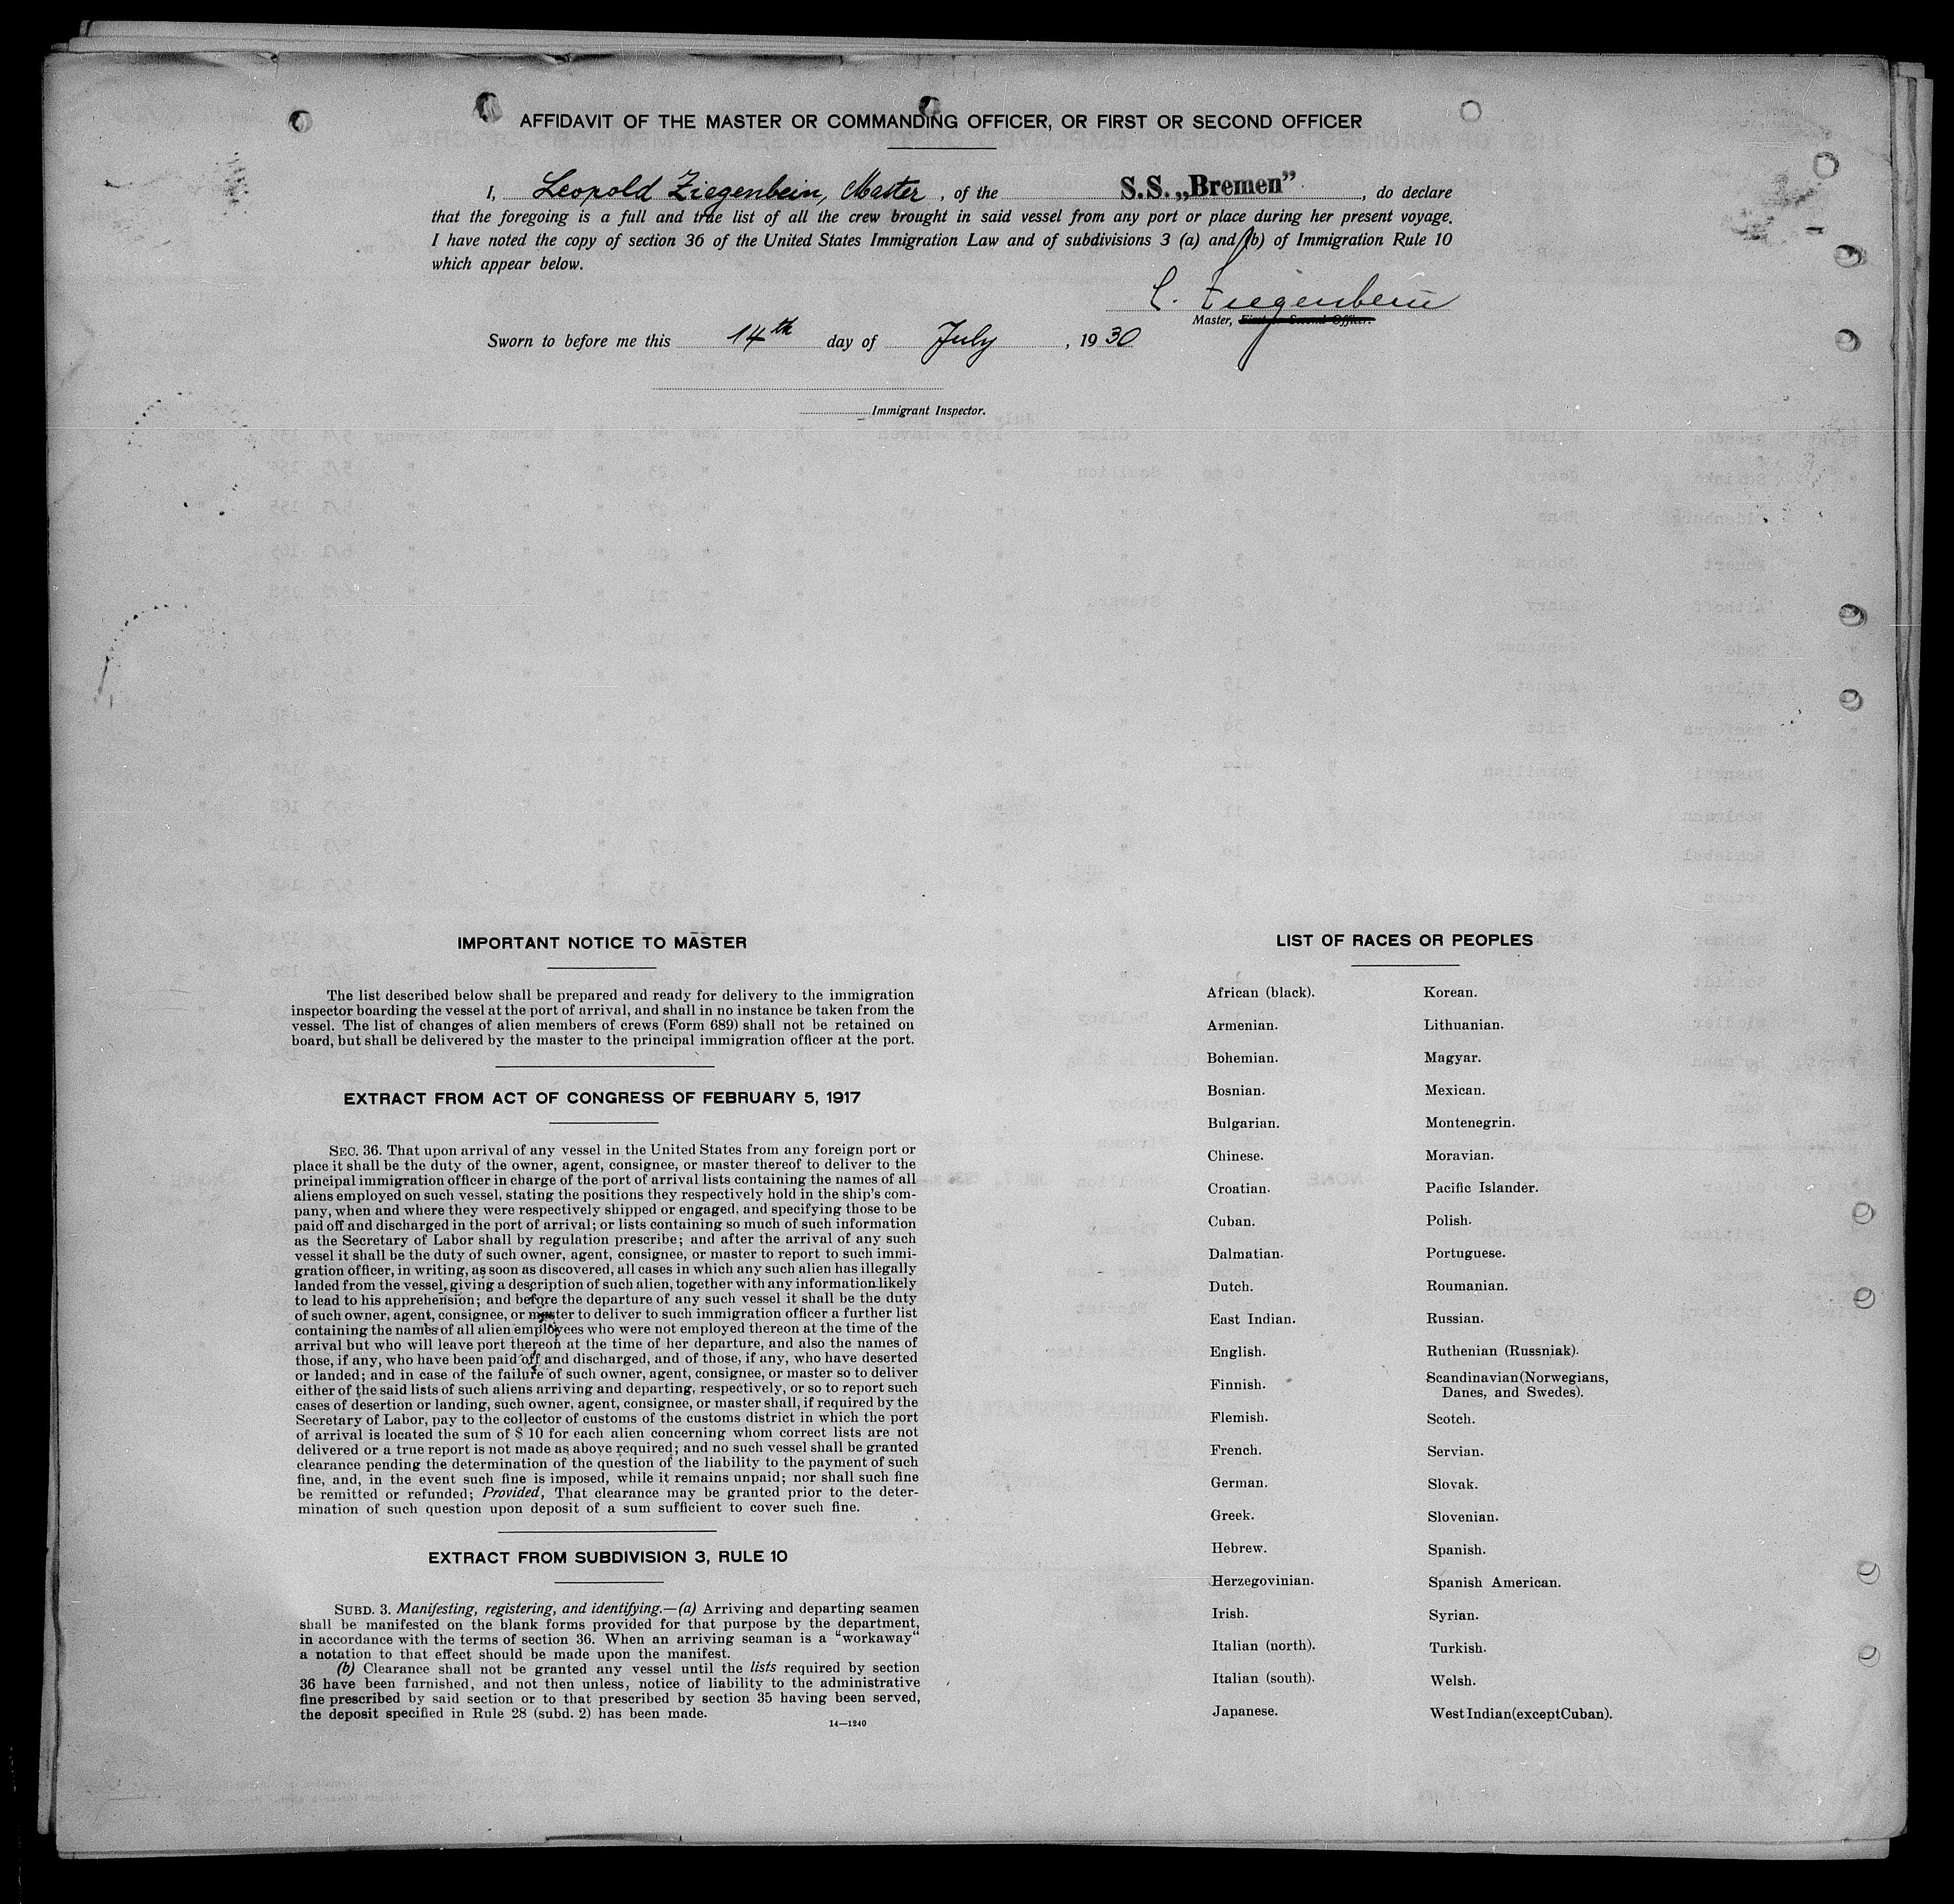 AFFIDAVIT OF THE MASTER OR COMMANDING OFFICER, OR FIRST OR SECOND OFFICER
I, Leopold Ziegenbein, Master, of the S.S. „Bremen”, do declare
that the foregoing is a full and true list of all the crew brought in said vessel from any port or place during her present voyage.
I have noted the copy of section 36 of the United States Immigration Law and of subdivisions 3 (a) and (b) of Immigration Rule 10
which appear below.
L. Ziegenbein
Master, First or Second Officer.
Sworn to before me this 14th day of July, 1930
Immigrant Inspector.
IMPORTANT NOTICE TO MASTER
The list described below shall be prepared and ready for delivery to the immigration
inspector boarding the vessel at the port of arrival, and shall in no instance be taken from the
vessel. The list of changes of alien members of crews (Form 689) shall not be retained on
board, but shall be delivered by the master to the principal immigration officer at the port.
EXTRACT FROM ACT OF CONGRESS OF FEBRUARY 5, 1917
SEC. 36. That upon arrival of any vessel in the United States from any foreign port or
place it shall be the duty of the owner, agent, consignee, or master thereof to deliver to the
principal immigration officer in charge of the port of arrival lists containing the names of all
aliens employed on such vessel, stating the positions they respectively hold in the ship's com-
pany, when and where they were respectively shipped or engaged, and specifying those to be
paid off and discharged in the port of arrival; or lists containing so much of such information
as the Secretary of Labor shall by regulation prescribe; and after the arrival of any such
vessel it shall be the duty of such owner, agent, consignee, or master to report to such immi-
gration officer, in writing, as soon as discovered, all cases in which any such alien has illegally
landed from the vessel, giving a description of such alien, together with any information likely
to lead to his apprehension; and before the departure of any such vessel it shall be the duty
of such owner, agent, consignee, or master to deliver to such immigration officer a further list
containing the names of all alien employees who were not employed thereon at the time of the
arrival but who will leave port thereon at the time of her departure, and also the names of
those, if any, who have been paid off and discharged, and of those, if any, who have deserted
or landed; and in case of the failure of such owner, agent, consignee, or master so to deliver
either of the said lists of such aliens arriving and departing, respectively, or so to report such
cases of desertion or landing, such owner, agent, consignee, or master shall, if required by the
Secretary of Labor, pay to the collector of customs of the customs district in which the port
of arrival is located the sum of $ 10 for each alien concerning whom correct lists are not
delivered or a true report is not made as above required; and no such vessel shall be granted
clearance pending the determination of the question of the liability to the payment of such
fine, and, in the event such fine is imposed, while it remains unpaid; nor shall such fine
be remitted or refunded; Provided, That clearance may be granted prior to the deter-
mination of such question upon deposit of a sum sufficient to cover such fine.
EXTRACT FROM SUBDIVISION 3, RULE 10
SUBD. 3. Manifesting, registering, and identifying.—(a) Arriving and departing seamen
shall be manifested on the blank forms provided for that purpose by the department,
in accordance with the terms of section 36. When an arriving seaman is a “workaway“
a notation to that effect should be made upon the manifest.
(b) Clearance shall not be granted any vessel until the lists required by section
36 have been furnished, and not then unless, notice of liability to the administrative
fine prescribed by said section or to that prescribed by section 35 having been served,
the deposit specified in Rule 28 (subd. 2) has been made.
14—1240
LIST OF RACES OR PEOPLES
African (black).
Armenian.
Bohemian.
Bosnian.
Bulgarian.
Chinese.
Croatian.
Cuban.
Dalmatian.
Dutch.
East Indian.
English.
Finnish.
Flemish.
French.
German.
Greek.
Hebrew.
Herzegovinian.
Irish.
Italian (north).
Italian (south).
Japanese.
Korean.
Lithuanian.
Magyar.
Mexican.
Montenegrin.
Moravian.
Pacific Islander.
Polish.
Portuguese.
Roumanian.
Russian.
Ruthenian (Russniak).
Scandinavian(Norwegians,
Danes, and Swedes).
Scotch.
Servian.
Slovak.
Slovenian.
Spanish.
Spanish American.
Syrian.
Turkish.
Welsh.
West Indian(except Cuban).